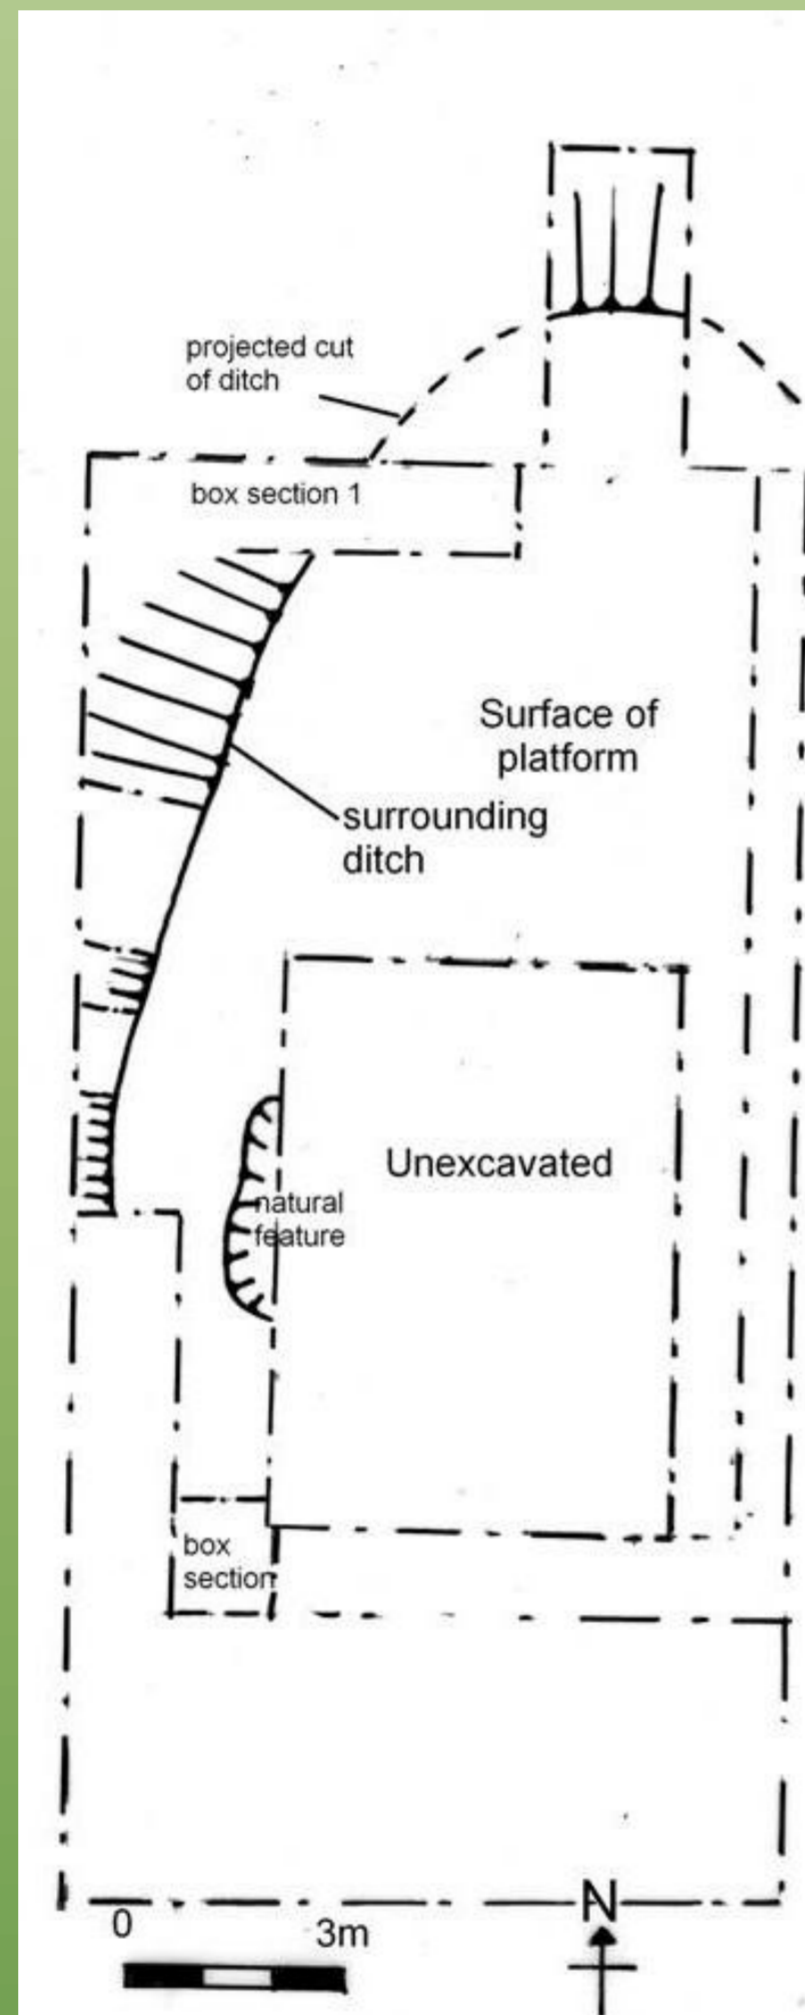 projected cut
of ditch
box section 1
Surface of
platform
surrounding
ditch
Unexcavated
natural
feature
box
section
N
0
3m